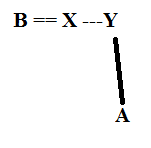 B == X ---Y
A